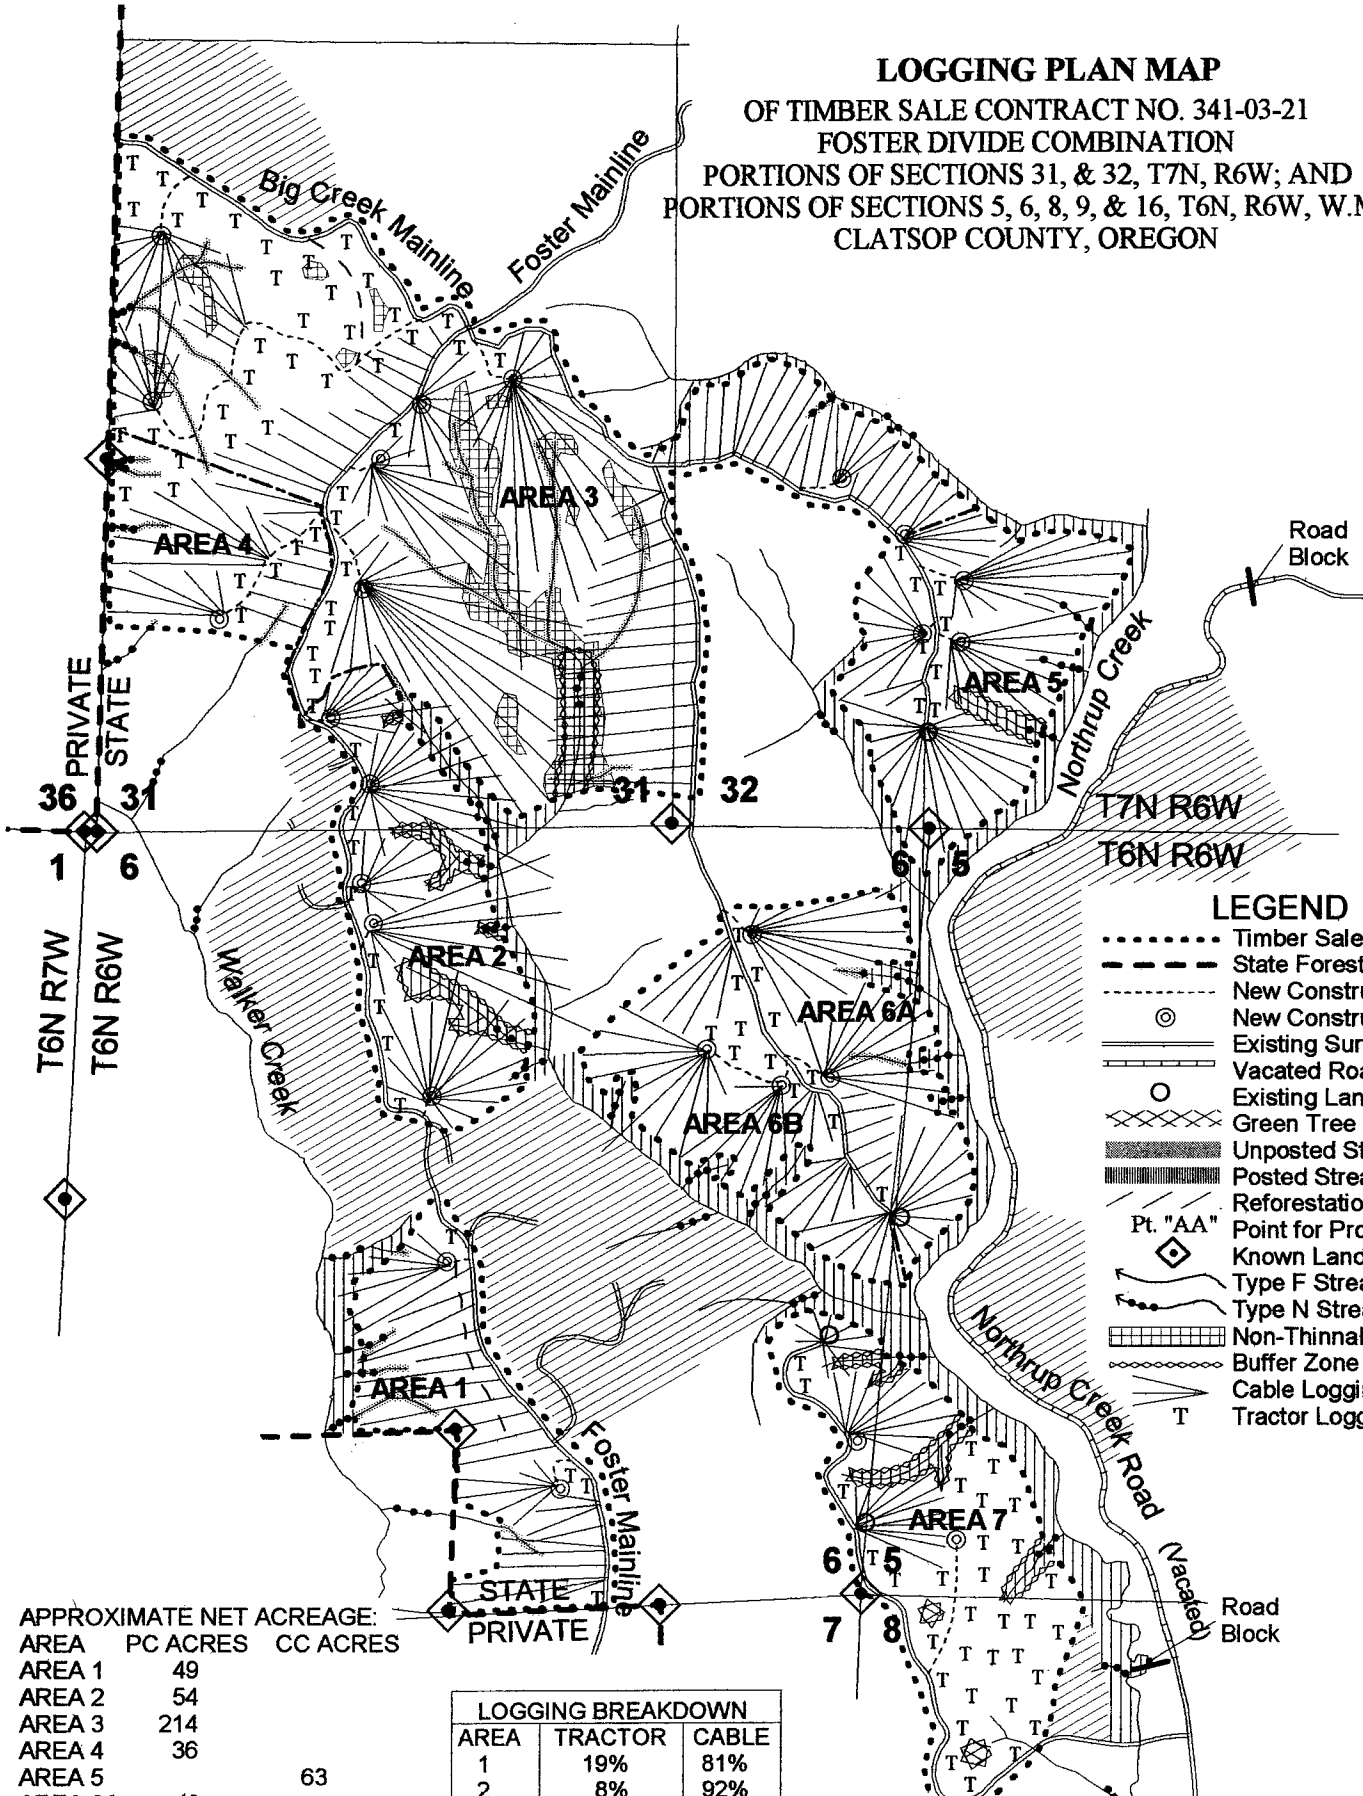 LOGGING PLAN MAP
OF TIMBER SALE CONTRACT NO. 341-03-21
FOSTER DIVIDE COMBINATION
PORTIONS OF SECTIONS 31, & 32, T7N, R6W; AND
PORTIONS OF SECTIONS 5, 6, 8, 9, & 16, T6N, R6W, W.M
CLATSOP COUNTY, OREGON
Big Creek Mainline
Foster Mainline
AREA 3
AREA 4
Road
Block
PRIVATE
STATE
AREA 5
Northrup Creek
36 31
31 32
T7N R6W
1 6
6 5
T6N R6W
T6N R7W
T6N R6W
Walker Creek
AREA 2
AREA 6A
AREA 6B
LEGEND
Timber Sale
State Forest
New Constru
New Constru
Existing Sur
Vacated Roa
Existing Lan
Green Tree
Unposted St
Posted Strea
Reforestatio
Pt. "AA" Point for Pro
Known Land
Type F Strea
Type N Strea
Non-Thinnal
Buffer Zone
Cable Loggi
T Tractor Logg
Northrup Creek Road (Vacated)
AREA 1
Foster Mainline
AREA 7
6 5
7 8
STATE
PRIVATE
Road
Block
APPROXIMATE NET ACREAGE:
AREA PC ACRES CC ACRES
AREA 1 49
AREA 2 54
AREA 3 214
AREA 4 36
AREA 5 63
LOGGING BREAKDOWN
AREA TRACTOR CABLE
1 19% 81%
2 8% 92%